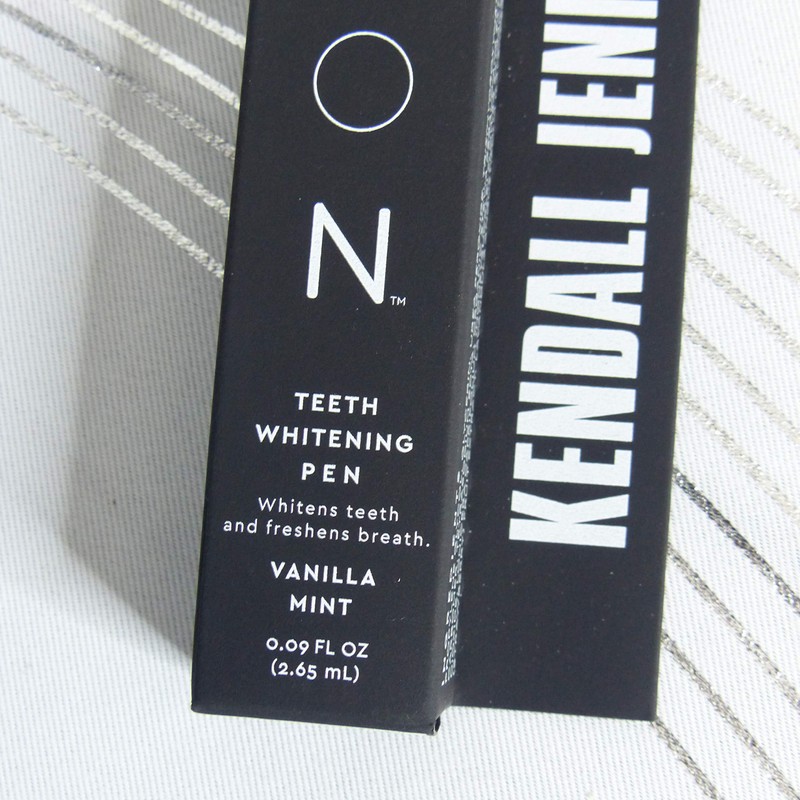 O
N™
TEETH
WHITENING
PEN
Whitens teeth
and freshens breath.
VANILLA
MINT
0.09 FL OZ
(2.65 mL)
KENDALL